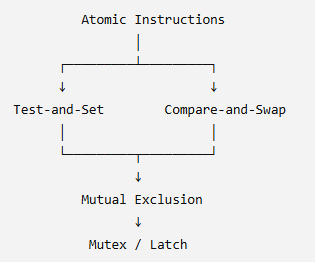 Atomic Instructions
Test-and-Set Compare-and-Swap
Mutual Exclusion
Mutex / Latch